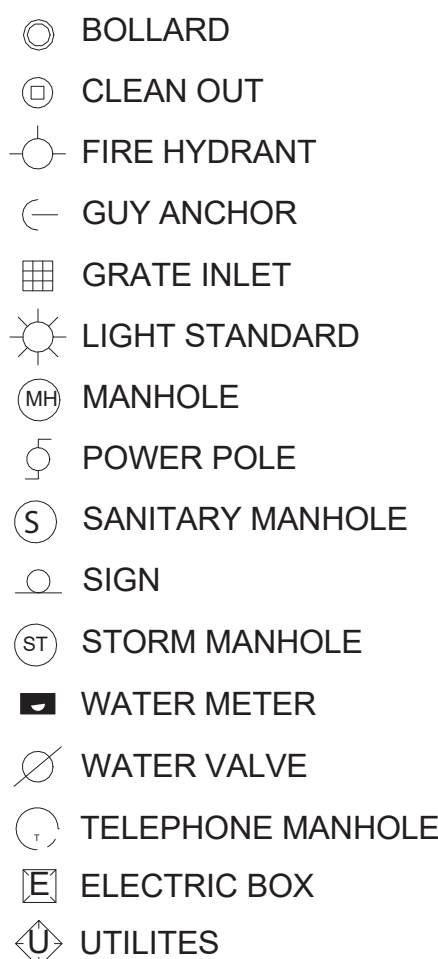 BOLLARD
CLEAN OUT
FIRE HYDRANT
GUY ANCHOR
GRATE INLET
LIGHT STANDARD
MH MANHOLE
POWER POLE
S SANITARY MANHOLE
SIGN
ST STORM MANHOLE
WATER METER
WATER VALVE
T TELEPHONE MANHOLE
E ELECTRIC BOX
U UTILITES